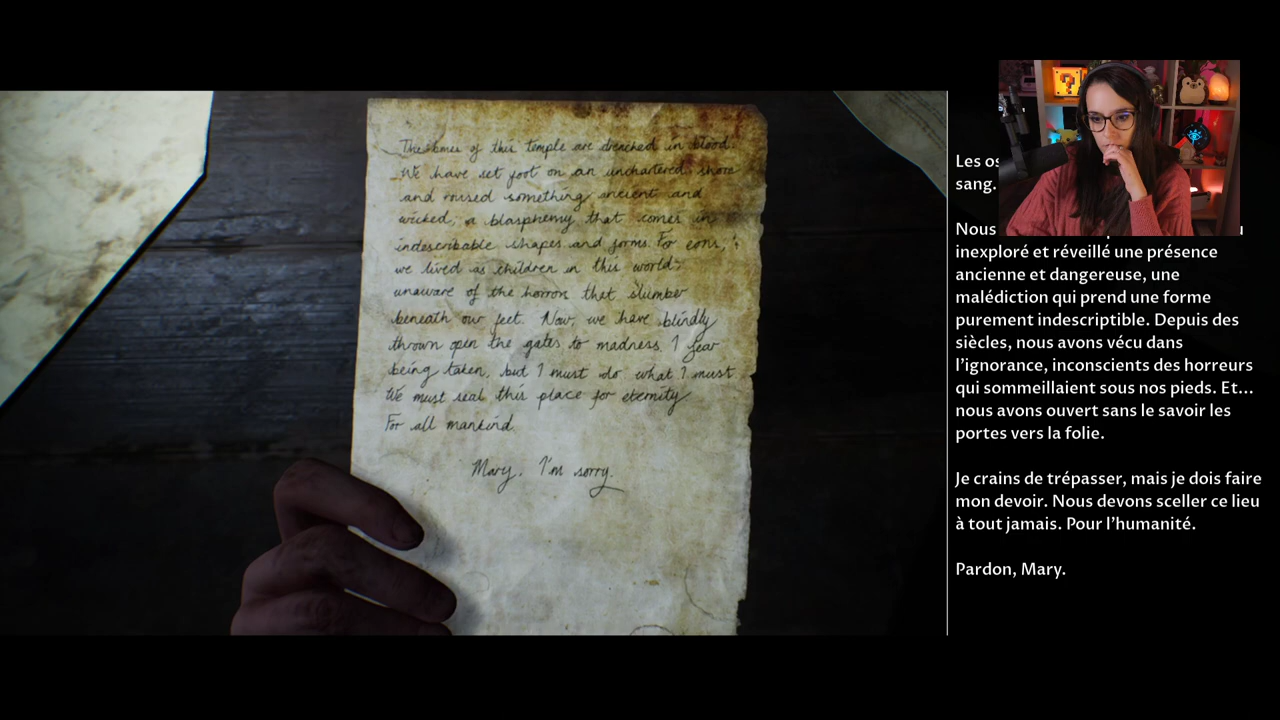 The bones of this temple are drenched in blood.
We have set foot on an unchartered shore
and roused something ancient and
wicked, a blasphemy that comes in
indescribable shapes and forms. For eons,
we lived as children in this world,
unaware of the horrors that slumber
beneath our feet. Now, we have blindly
thrown open the gates to madness. I fear
being taken, but I must do what I must
We must seal this place for eternity
For all mankind.
Mary, I'm sorry.
Les os
sang.
Nous
inexploré et réveillé une présence
ancienne et dangereuse, une
malédiction qui prend une forme
purement indescriptible. Depuis des
siècles, nous avons vécu dans
l'ignorance, inconscients des horreurs
qui sommeillaient sous nos pieds. Et...
nous avons ouvert sans le savoir les
portes vers la folie.
Je crains de trépasser, mais je dois faire
mon devoir. Nous devons sceller ce lieu
à tout jamais. Pour l'humanité.
Pardon, Mary.